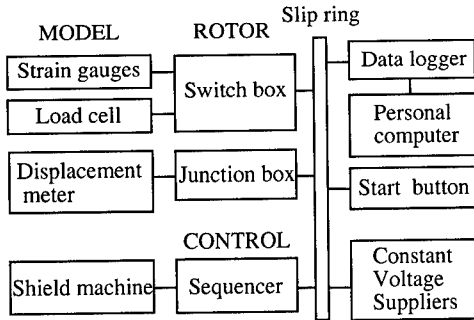 Slip ring
MODEL ROTOR
Strain gauges
Load cell
Switch box
Data logger
Personal
computer
Displacement
meter
Junction box
Start button
CONTROL
Shield machine
Sequencer
Constant
Voltage
Suppliers